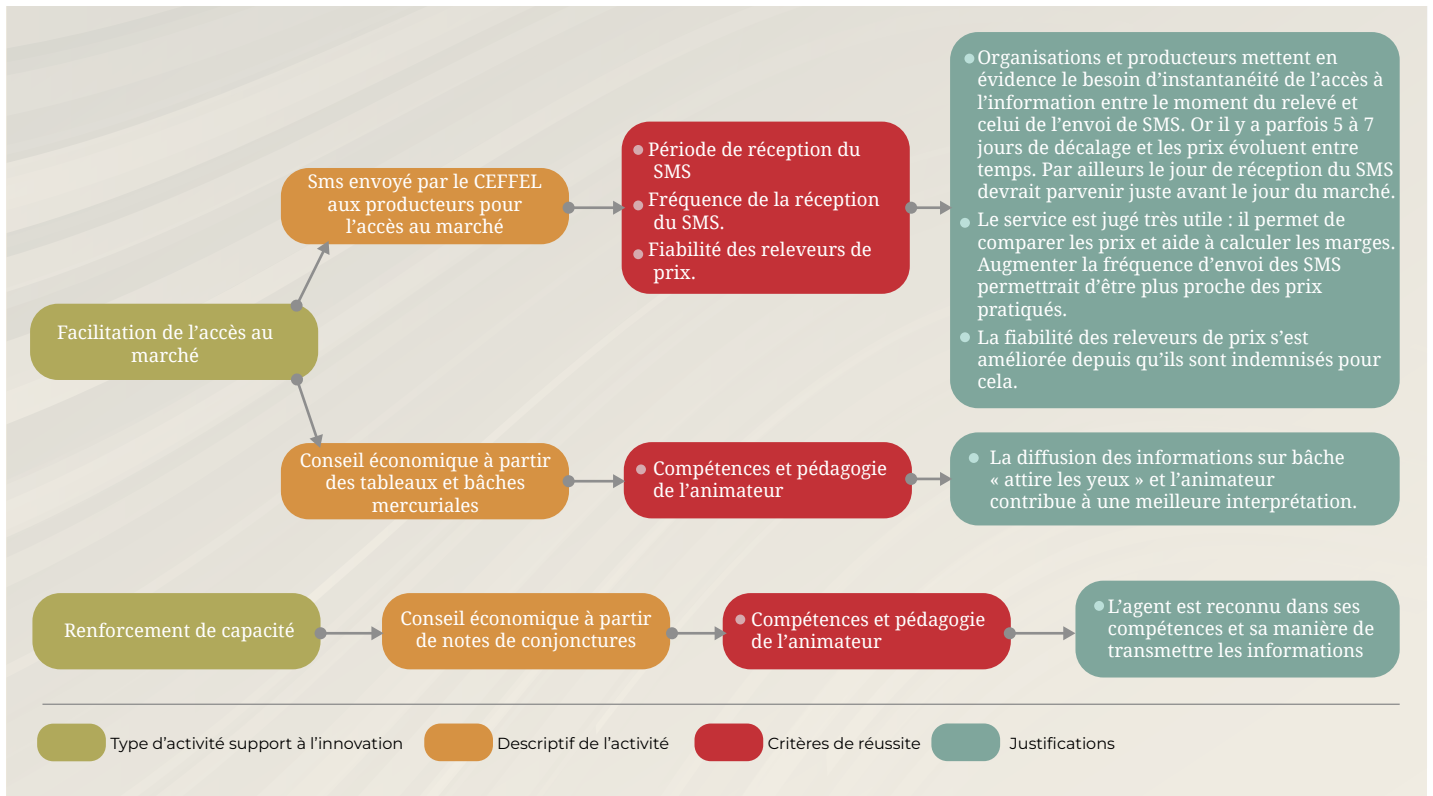 Facilitation de l'accès au
marché
Sms envoyé par le CEFFEL
aux producteurs pour
l'accès au marché
Période de réception du
SMS
Fréquence de la réception
du SMS.
Fiabilité des releveurs de
prix.
Organisations et producteurs mettent en
évidence le besoin d'instantanéité de l'accès à
l'information entre le moment du relevé et
celui de l'envoi de SMS. Or il y a parfois 5 à 7
jours de décalage et les prix évoluent entre
temps. Par ailleurs le jour de réception du SMS
devrait parvenir juste avant le jour du marché.
Le service est jugé très utile : il permet de
comparer les prix et aide à calculer les marges.
Augmenter la fréquence d'envoi des SMS
permettrait d'être plus proche des prix
pratiqués.
La fiabilité des releveurs de prix s'est
améliorée depuis qu'ils sont indemnisés pour
cela.
Conseil économique à partir
des tableaux et bâches
mercuriales
Compétences et pédagogie
de l'animateur
La diffusion des informations sur bâche
« attire les yeux » et l'animateur
contribue à une meilleure interprétation.
Renforcement de capacité
Conseil économique à partir
de notes de conjonctures
Compétences et pédagogie
de l'animateur
L'agent est reconnu dans ses
compétences et sa manière de
transmettre les informations
Type d'activité support à l'innovation
Descriptif de l'activité
Critères de réussite
Justifications